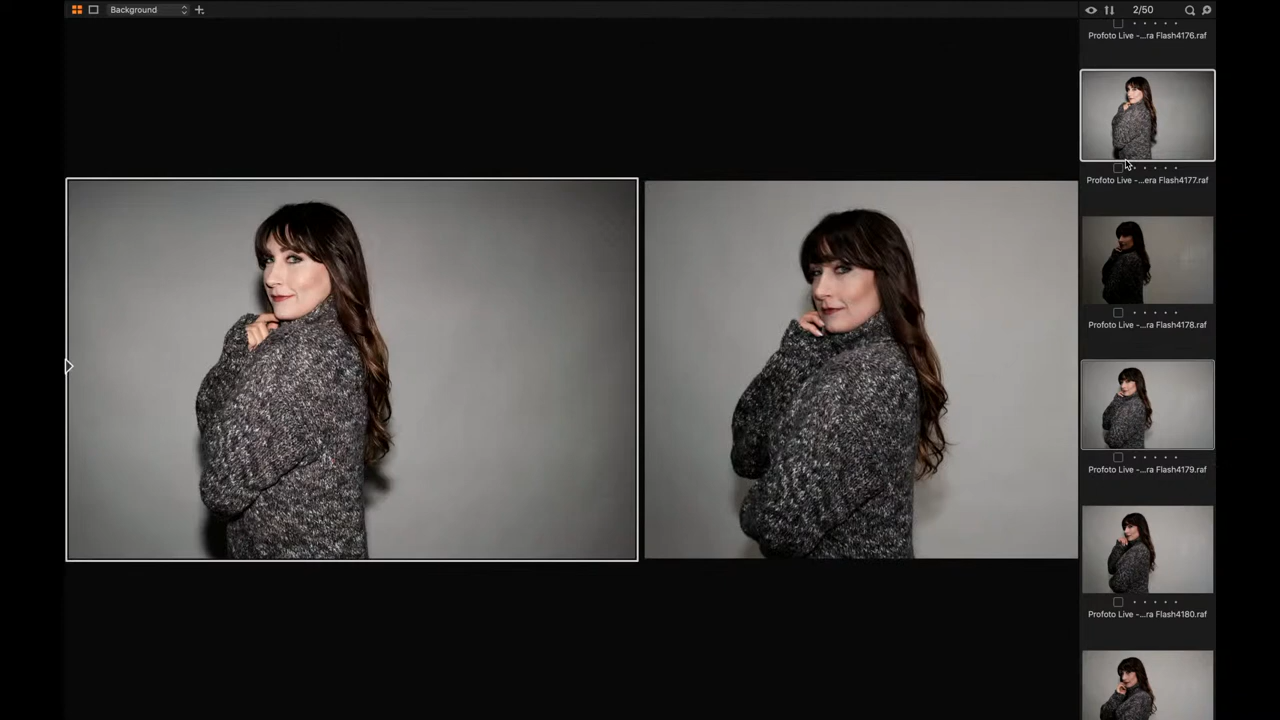 Background
2/50
Profoto Live -...ra Flash4176.raf
Profoto Live -...era Flash4177.raf
Profoto Live -...ra Flash4178.raf
Profoto Live -...ra Flash4179.raf
Profoto Live -...ra Flash4180.raf